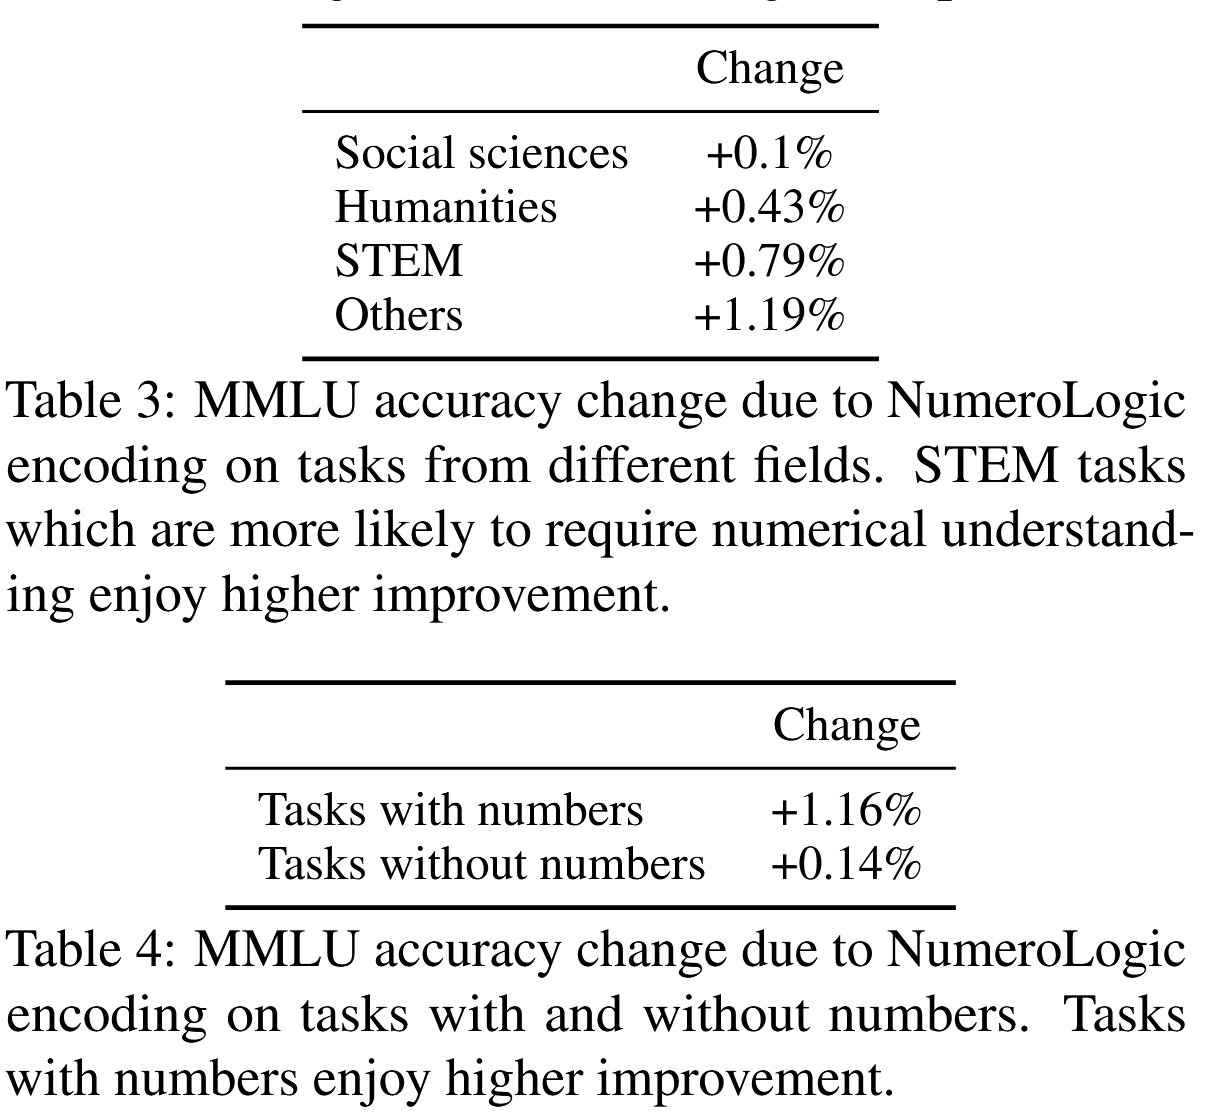 Change
Social sciences +0.1%
Humanities +0.43%
STEM +0.79%
Others +1.19%
Table 3: MMLU accuracy change due to NumeroLogic
encoding on tasks from different fields. STEM tasks
which are more likely to require numerical understand-
ing enjoy higher improvement.
Change
Tasks with numbers +1.16%
Tasks without numbers +0.14%
Table 4: MMLU accuracy change due to NumeroLogic
encoding on tasks with and without numbers. Tasks
with numbers enjoy higher improvement.